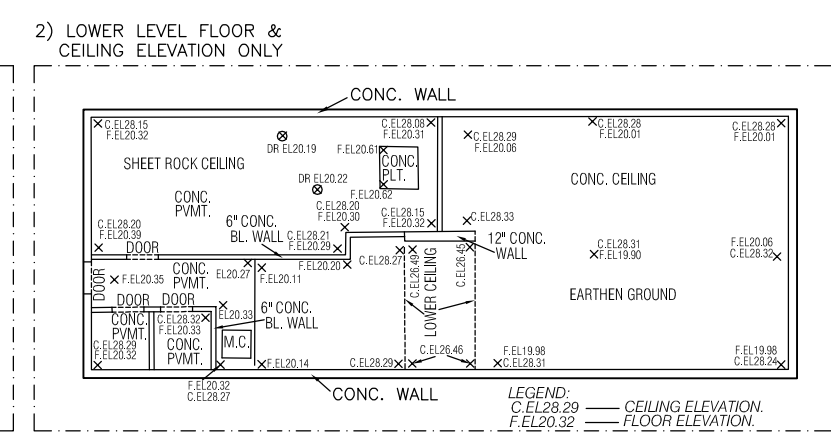 2) LOWER LEVEL FLOOR &
CEILING ELEVATION ONLY
CONC. WALL
C.EL28.15
F.EL20.32
DR EL20.19
C.EL28.08
F.EL20.31
C.EL28.29
F.EL20.06
C.EL28.28
F.EL20.01
C.EL28.28
F.EL20.01
SHEET ROCK CEILING
F.EL20.61
CONC.
PLT.
F.EL20.62
DR EL20.22
CONC. CEILING
CONC.
PVMT.
C.EL28.20
F.EL20.30
C.EL28.15
F.EL20.32
C.EL28.33
C.EL28.20
F.EL20.39
6" CONC.
BL. WALL
C.EL28.21
F.EL20.29
12" CONC.
WALL
C.EL28.31
F.EL19.90
F.EL20.06
C.EL28.32
DOOR
DOOR
F.EL20.35
CONC.
PVMT.
EL20.27
F.EL20.11
F.EL20.20
C.EL28.27
C.EL26.49
LOWER CEILING
C.EL26.45
EARTHEN GROUND
DOOR
DOOR
EL20.33
6" CONC.
BL. WALL
CONC.
PVMT.
C.EL28.29
F.EL20.32
C.EL28.32
F.EL20.33
CONC.
PVMT.
M.C.
F.EL20.14
C.EL28.29
C.EL26.46
F.EL19.98
C.EL28.31
F.EL19.98
C.EL28.24
F.EL20.32
C.EL28.27
CONC. WALL
LEGEND:
C.EL28.29 CEILING ELEVATION.
F.EL20.32 FLOOR ELEVATION.